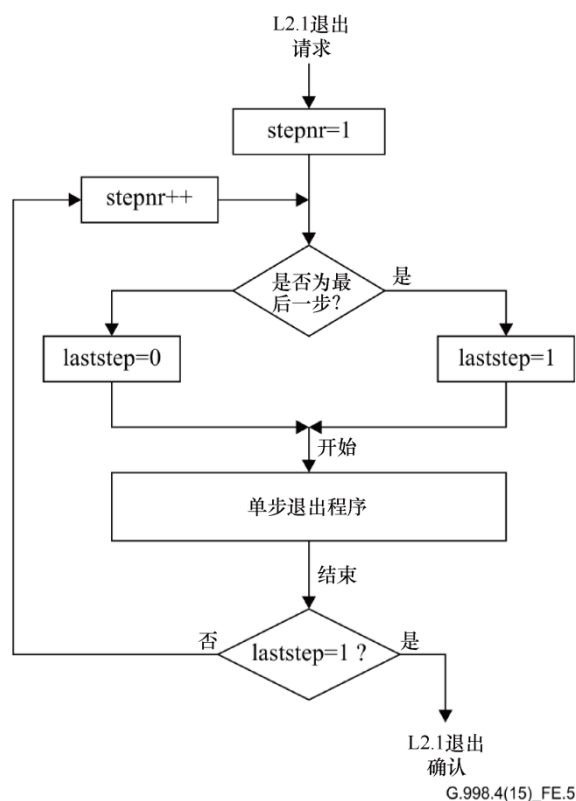 L2.1退出
请求
stepnr=1
stepnr++
是否为最
后一步?
是
laststep=0
laststep=1
开始
单步退出程序
结束
否
laststep=1 ?
是
L2.1退出
确认
G.998.4(15)_FE.5